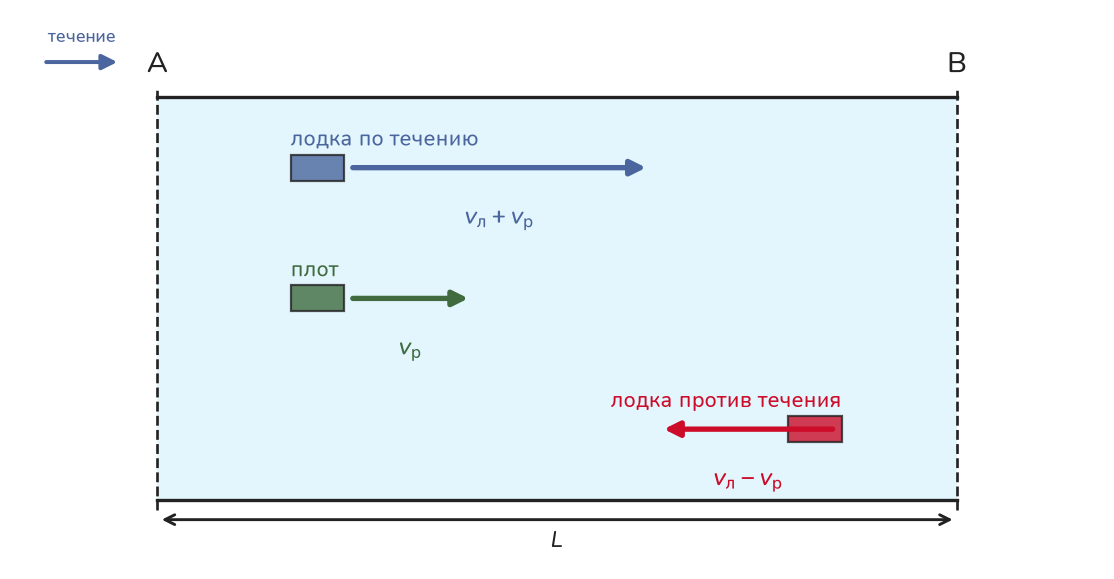 течение
A
B
лодка по течению
vл + vр
плот
vр
лодка против течения
vл − vр
L